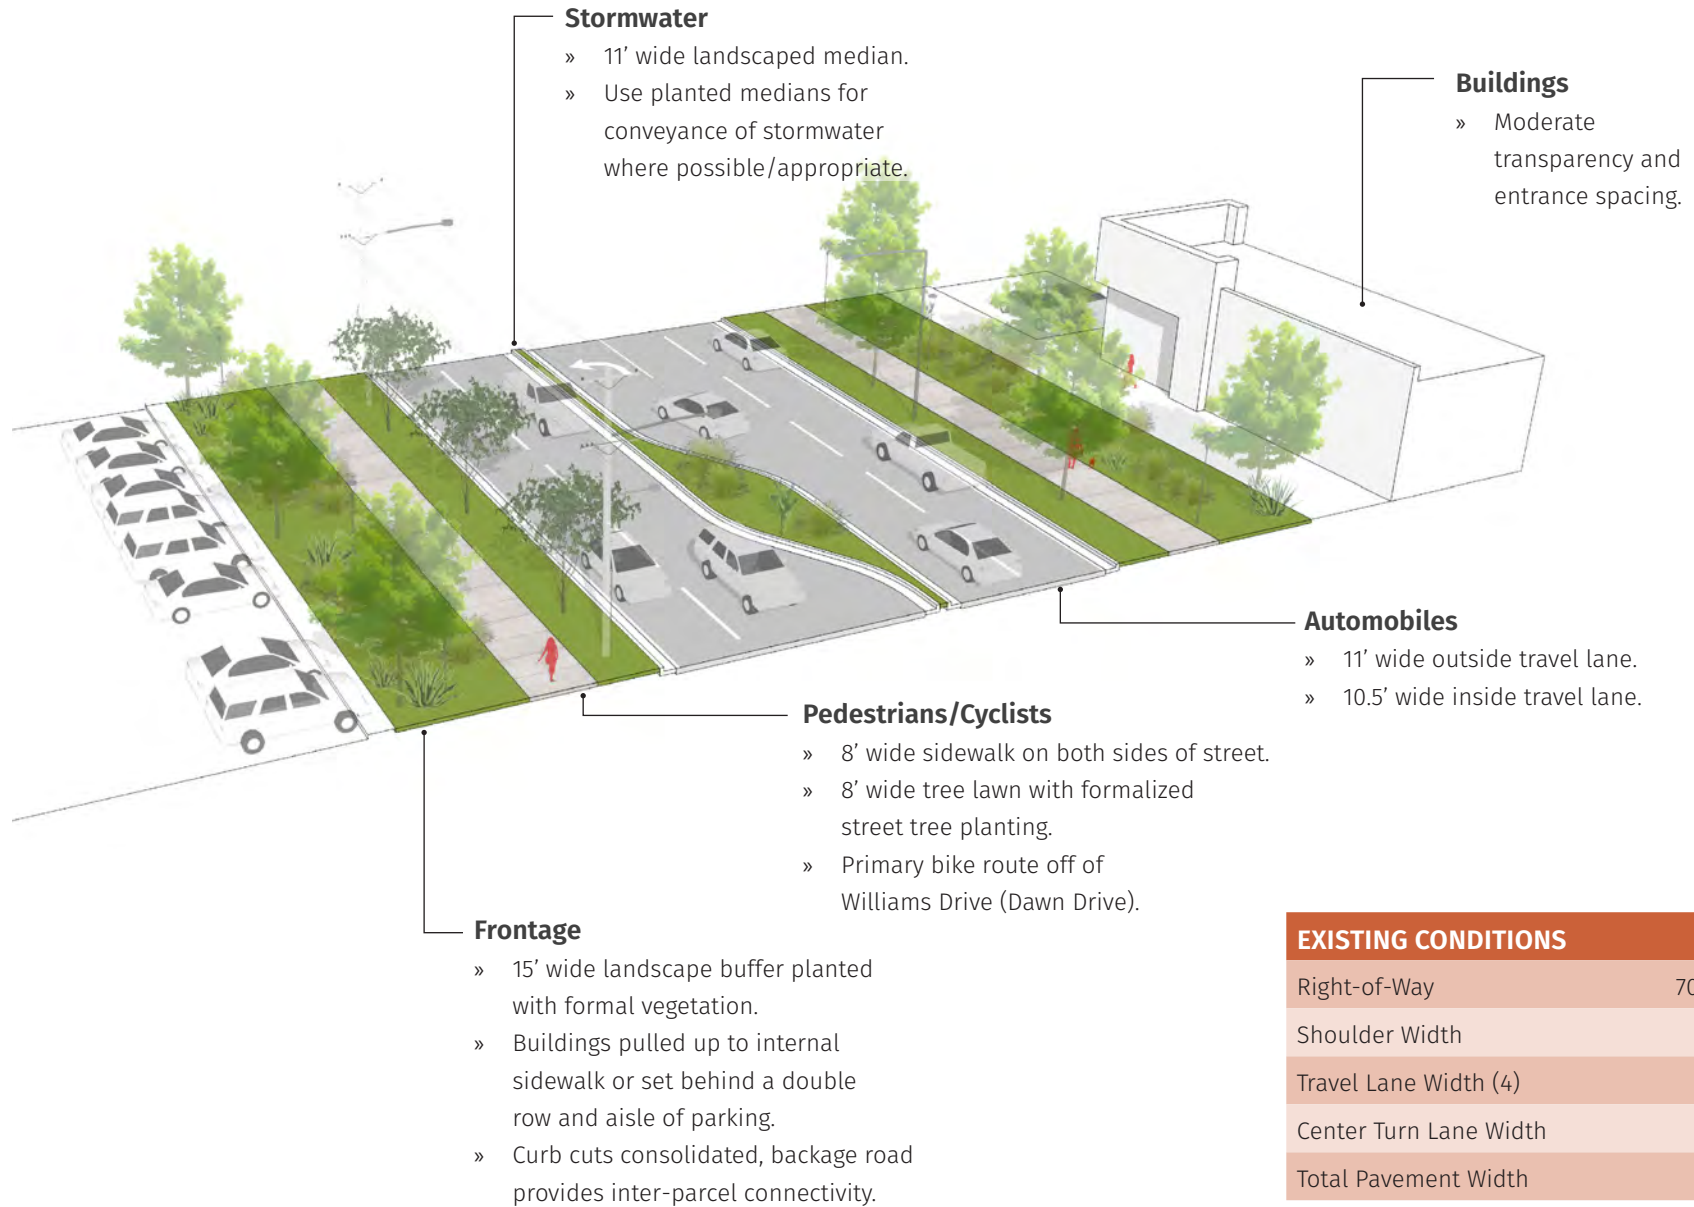 Stormwater
» 11’ wide landscaped median.
» Use planted medians for
conveyance of stormwater
where possible/appropriate.
Buildings
» Moderate
transparency and
entrance spacing.
Automobiles
» 11’ wide outside travel lane.
» 10.5’ wide inside travel lane.
Pedestrians/Cyclists
» 8’ wide sidewalk on both sides of street.
» 8’ wide tree lawn with formalized
street tree planting.
» Primary bike route off of
Williams Drive (Dawn Drive).
Frontage
» 15’ wide landscape buffer planted
with formal vegetation.
» Buildings pulled up to internal
sidewalk or set behind a double
row and aisle of parking.
» Curb cuts consolidated, backage road
provides inter-parcel connectivity.
EXISTING CONDITIONS
Right-of-Way 70
Shoulder Width
Travel Lane Width (4)
Center Turn Lane Width
Total Pavement Width